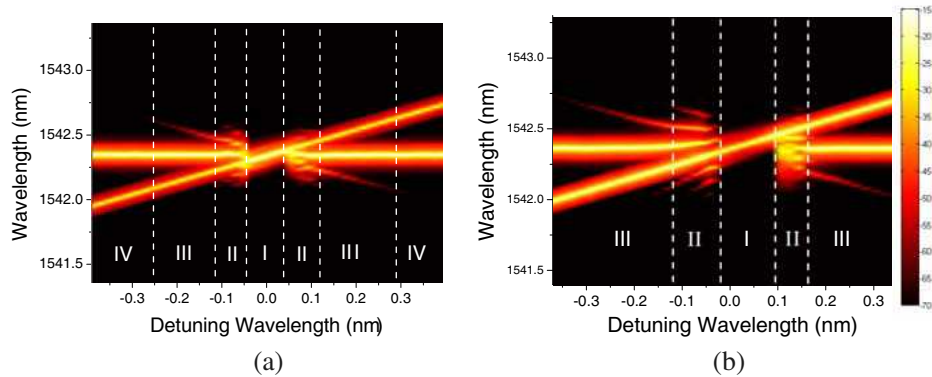 1543.0
1542.5
1542.0
1541.5
Wavelength (nm)
IV III II I II III IV
-0.3 -0.2 -0.1 0.0 0.1 0.2 0.3
Detuning Wavelength (nm)
(a)
1543.0
1542.5
1542.0
1541.5
Wavelength (nm)
III II I II III
-0.3 -0.2 -0.1 0.0 0.1 0.2 0.3
Detuning Wavelength (nm)
(b)
-15
-20
-25
-30
-35
-40
-45
-50
-55
-60
-65
-70